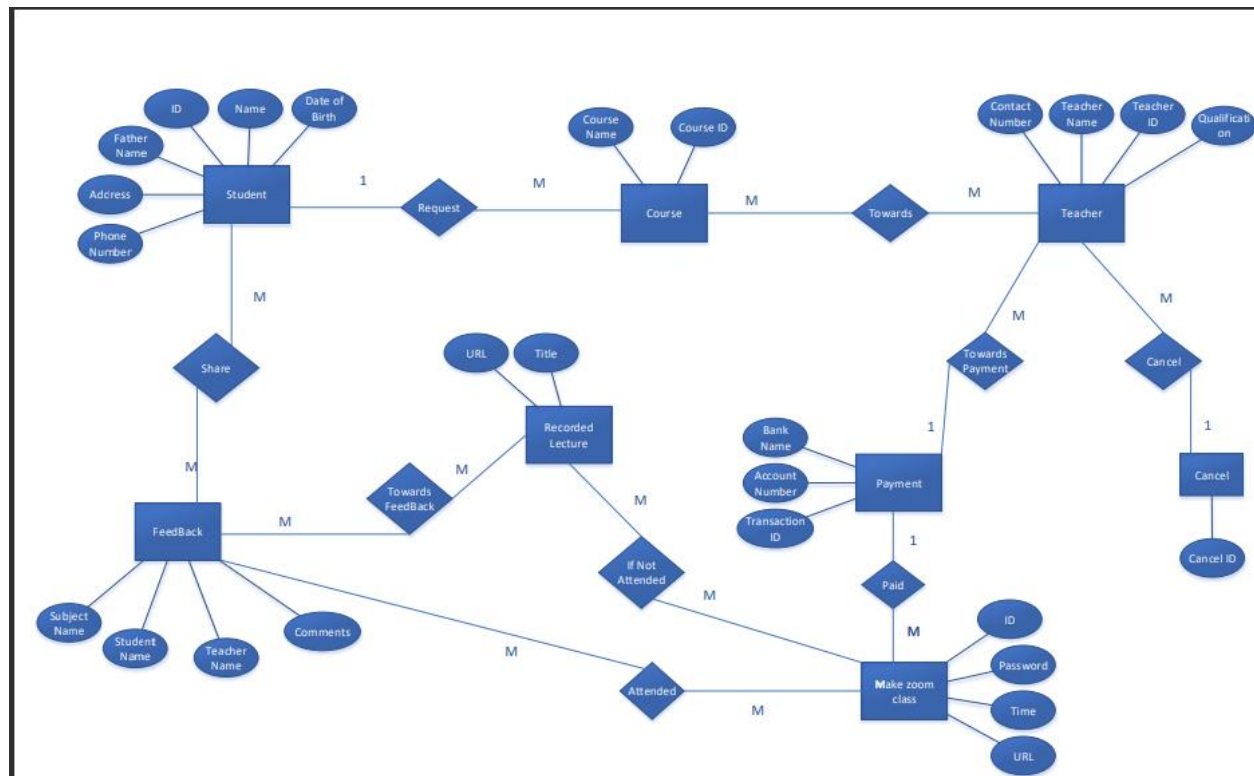 ID
Name
Date of
Birth
Father
Name
Address
Phone
Number
Student
1
Request
M
Course
Name
Course ID
Course
M
Towards
M
Contact
Number
Teacher
Name
Teacher
ID
Qualificati
on
Teacher
M
Share
M
URL
Title
Recorded
Lecture
M
Towards
FeedBack
M
FeedBack
Subject
Name
Student
Name
Teacher
Name
Comments
M
If Not
Attended
M
M
Attended
M
M
Towards
Payment
1
Bank
Name
Account
Number
Transaction
ID
Payment
1
Paid
M
Make zoom
class
ID
Password
Time
URL
M
Cancel
1
Cancel
Cancel ID